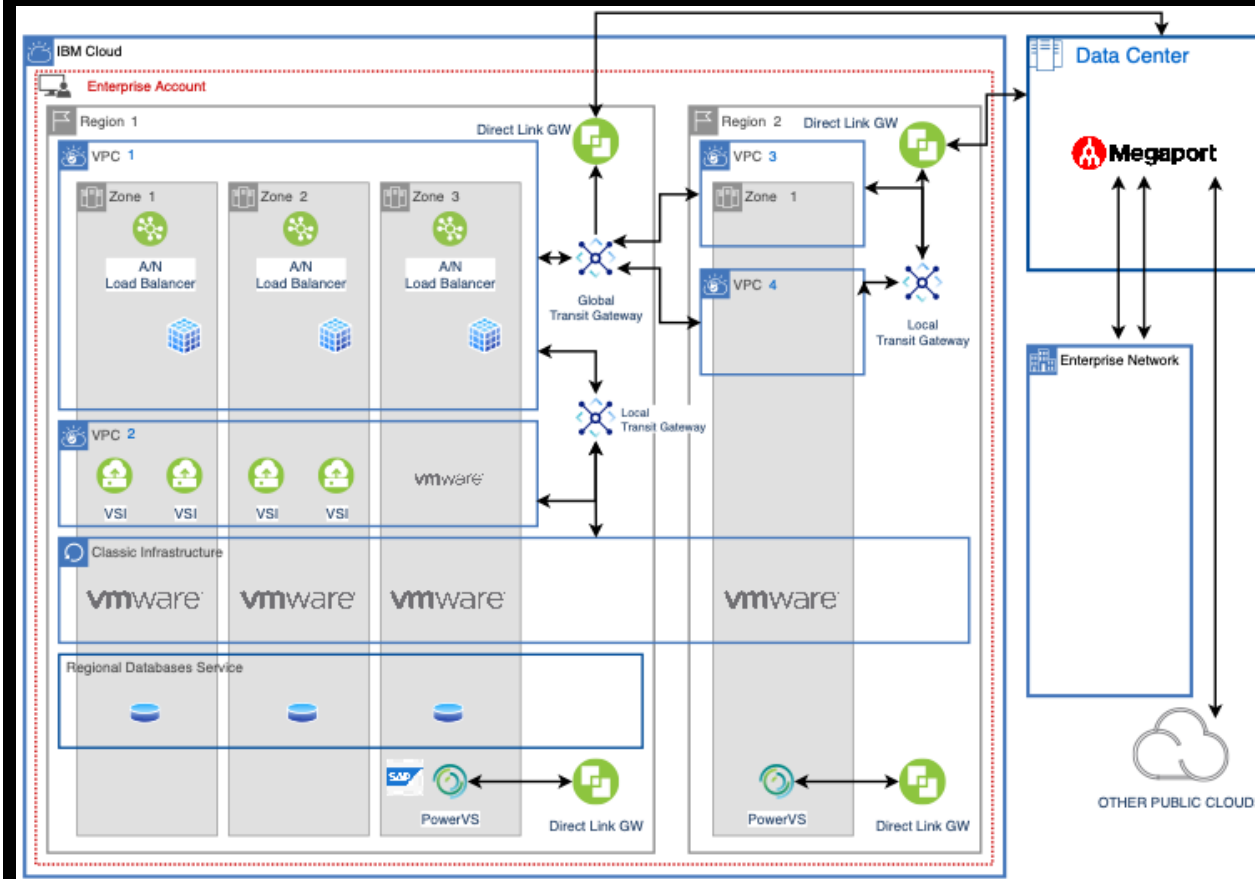 IBM Cloud
Enterprise Account
Region 1
Direct Link GW
VPC 1
Zone 1
Zone 2
Zone 3
A/N
Load Balancer
A/N
Load Balancer
A/N
Load Balancer
Global
Transit Gateway
Local
Transit Gateway
VPC 2
VSI
VSI
VSI
VSI
vmware
Classic Infrastructure
vmware
vmware
vmware
vmware
Regional Databases Service
SAP
PowerVS
Direct Link GW
Region 2
Direct Link GW
VPC 3
Zone 1
VPC 4
Local
Transit Gateway
PowerVS
Direct Link GW
Data Center
Megaport
Enterprise Network
OTHER PUBLIC CLOUD